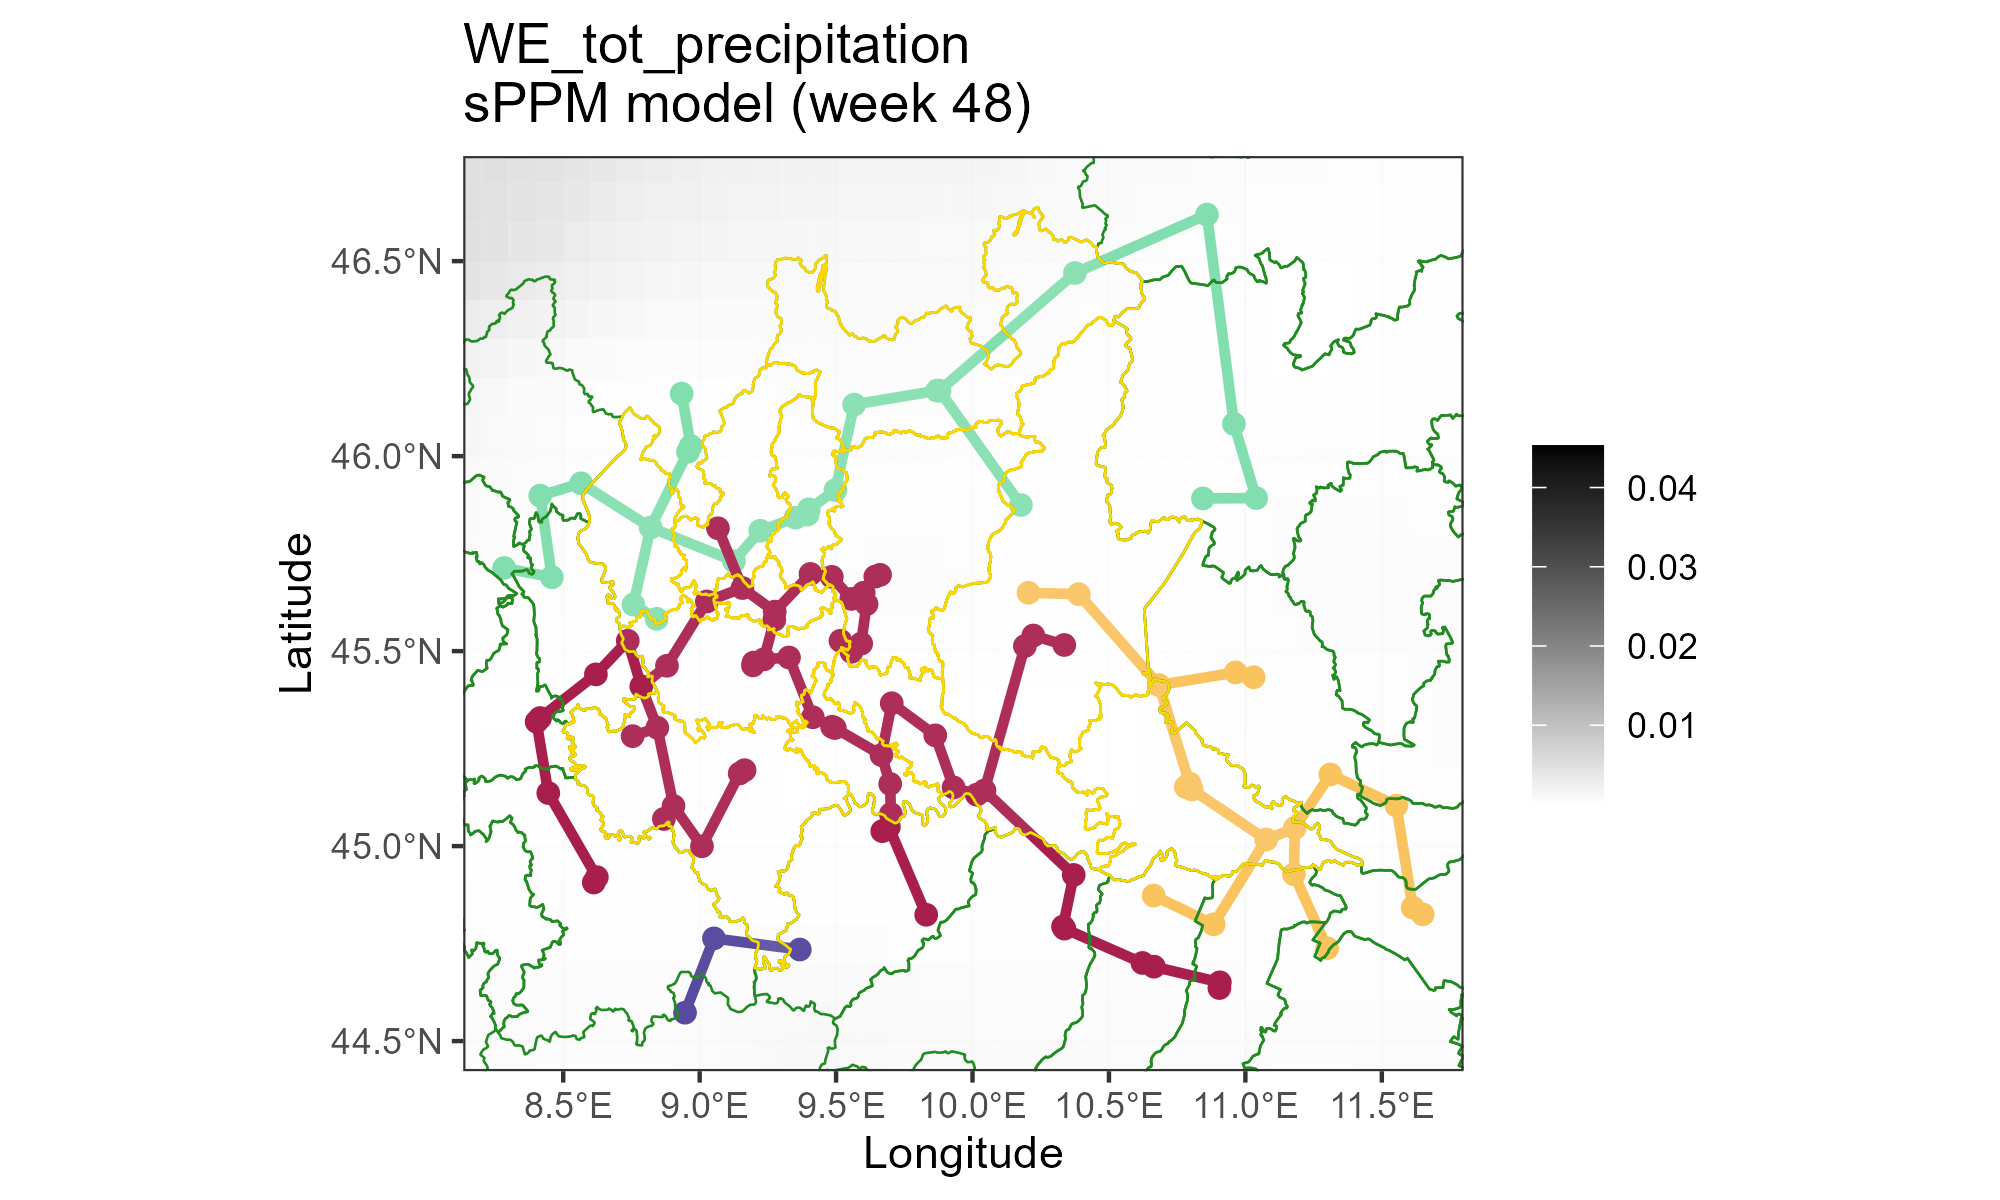 WE_tot_precipitation
sPPM model (week 48)
46.5°N
46.0°N
45.5°N
45.0°N
44.5°N
Latitude
8.5°E 9.0°E 9.5°E 10.0°E 10.5°E 11.0°E 11.5°E
Longitude
0.04
0.03
0.02
0.01